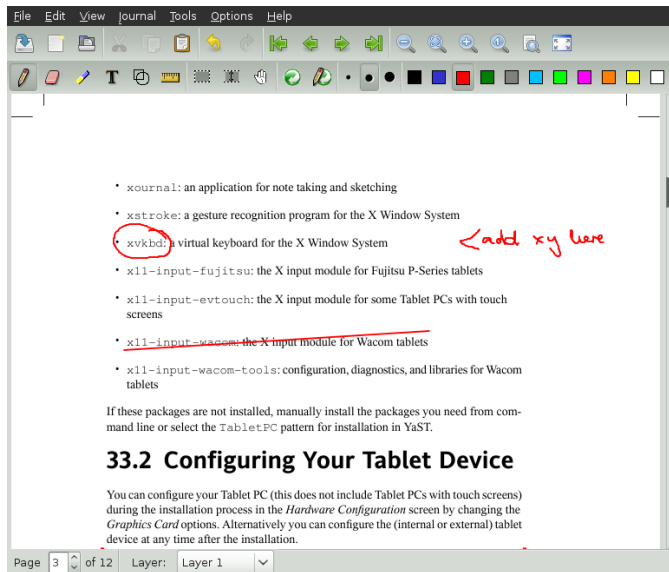 File Edit View Journal Tools Options Help
T
• xournal: an application for note taking and sketching
• xstroke: a gesture recognition program for the X Window System
• xvkbd: a virtual keyboard for the X Window System
add xy here
• x11-input-fujitsu: the X input module for Fujitsu P-Series tablets
• x11-input-evtouch: the X input module for some Tablet PCs with touch
screens
• x11-input-wacom: the X input module for Wacom tablets
• x11-input-wacom-tools: configuration, diagnostics, and libraries for Wacom
tablets
If these packages are not installed, manually install the packages you need from com-
mand line or select the TabletPC pattern for installation in YaST.
33.2 Configuring Your Tablet Device
You can configure your Tablet PC (this does not include Tablet PCs with touch screens)
during the installation process in the Hardware Configuration screen by changing the
Graphics Card options. Alternatively you can configure the (internal or external) tablet
device at any time after the installation.
Page 3 of 12 Layer: Layer 1